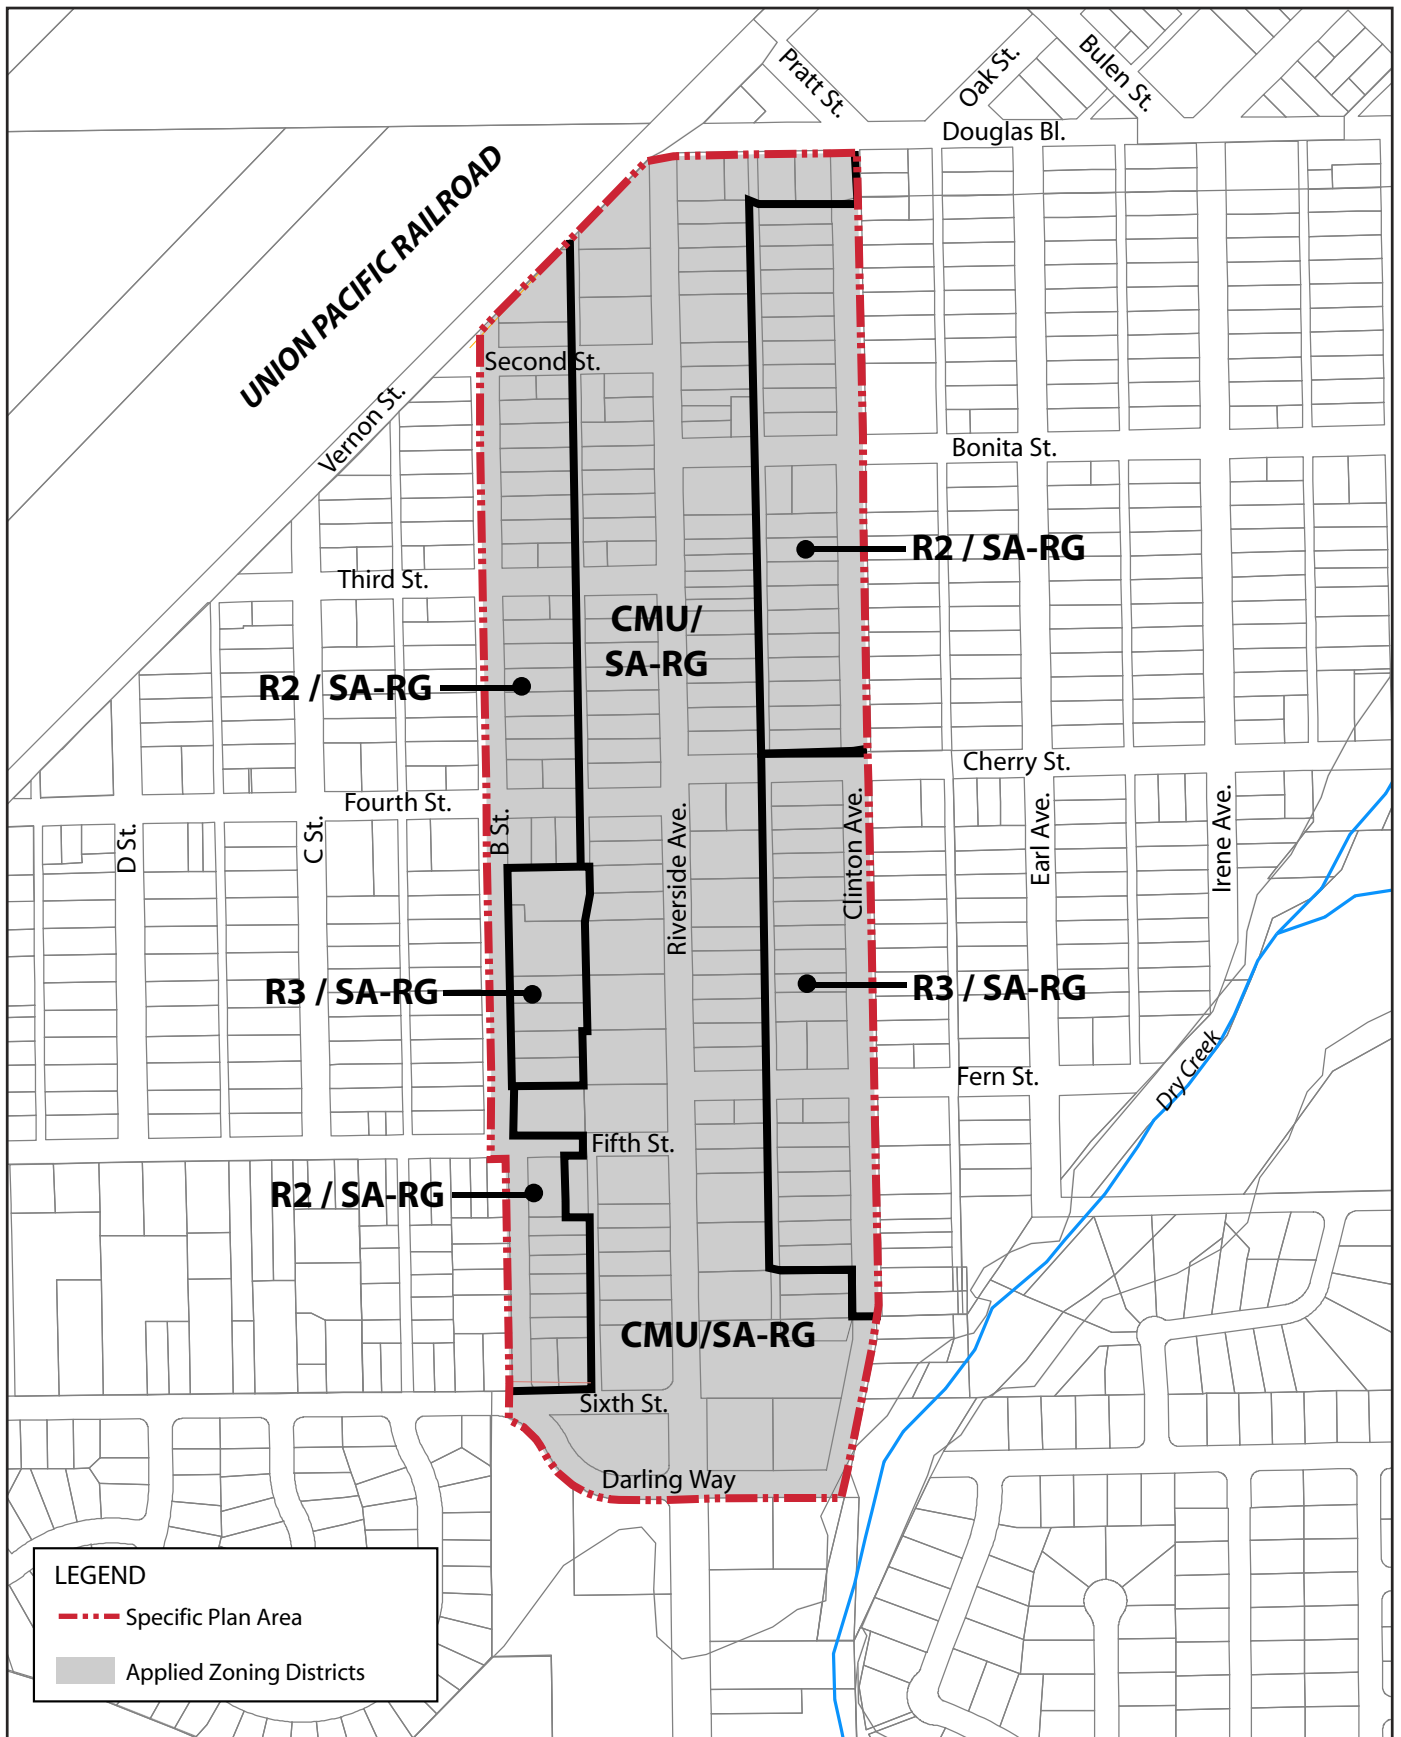 Pratt St.
Oak St.
Bulen St.
Douglas Bl.
UNION PACIFIC RAILROAD
Second St.
Vernon St.
Bonita St.
R2 / SA-RG
Third St.
CMU/
SA-RG
R2 / SA-RG
Cherry St.
Fourth St.
D St.
C St.
B St.
Riverside Ave.
Clinton Ave.
Earl Ave.
Irene Ave.
R3 / SA-RG
R3 / SA-RG
Dry Creek
Fern St.
Fifth St.
R2 / SA-RG
CMU/SA-RG
Sixth St.
Darling Way
LEGEND
Specific Plan Area
Applied Zoning Districts